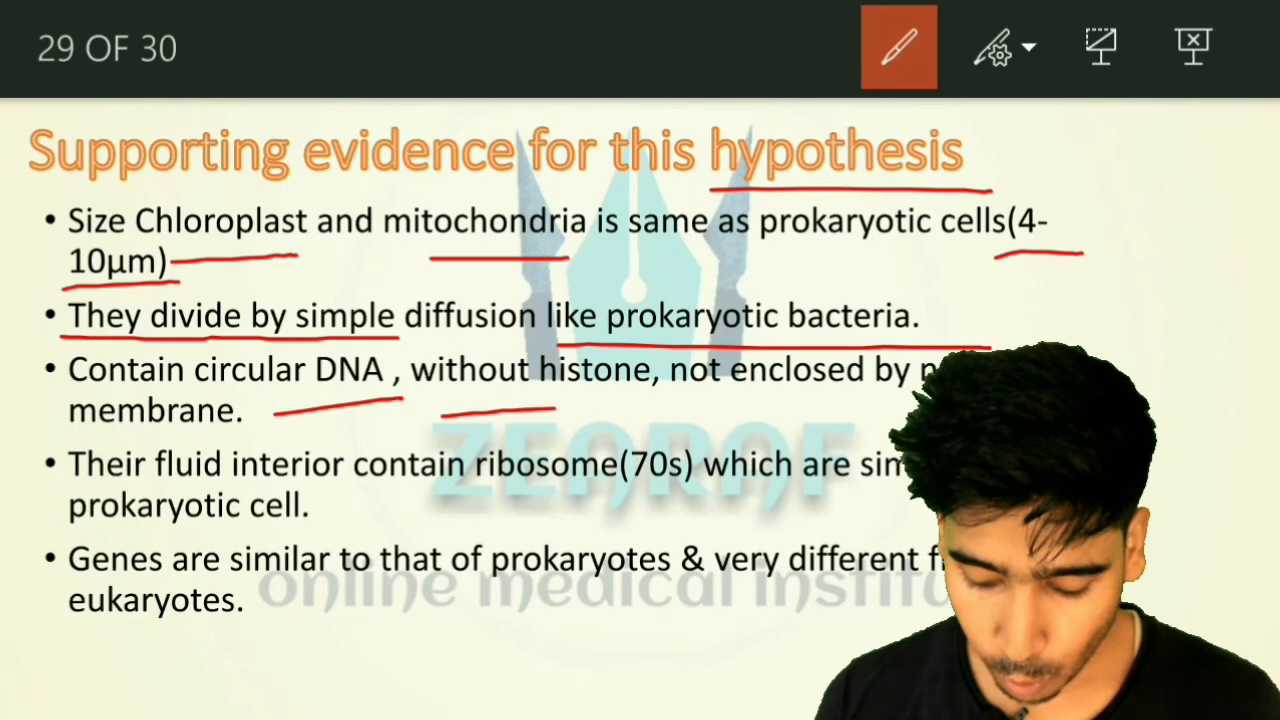 29 OF 30
Supporting evidence for this hypothesis
• Size Chloroplast and mitochondria is same as prokaryotic cells(4-
10µm)
• They divide by simple diffusion like prokaryotic bacteria.
• Contain circular DNA , without histone, not enclosed by
membrane.
• Their fluid interior contain ribosome(70s) which are
prokaryotic cell.
• Genes are similar to that of prokaryotes & very different
eukaryotes.
ZEARAF
online medical